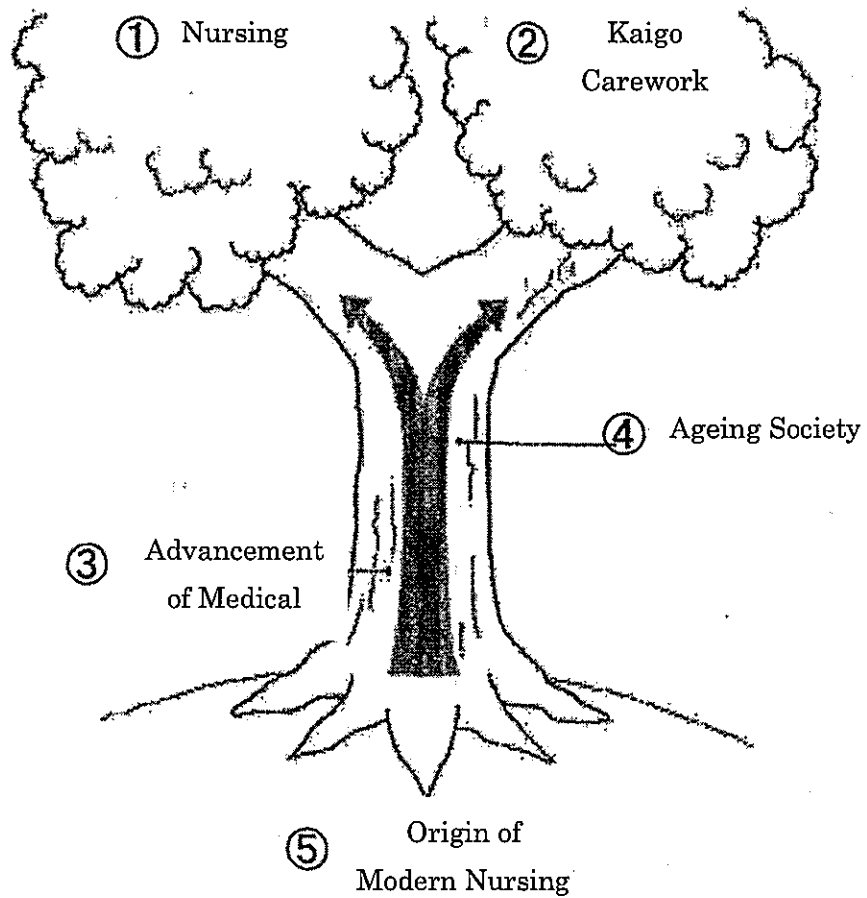 ① Nursing
② Kaigo
Carework
④ Ageing Society
③ Advancement
of Medical
⑤ Origin of
Modern Nursing